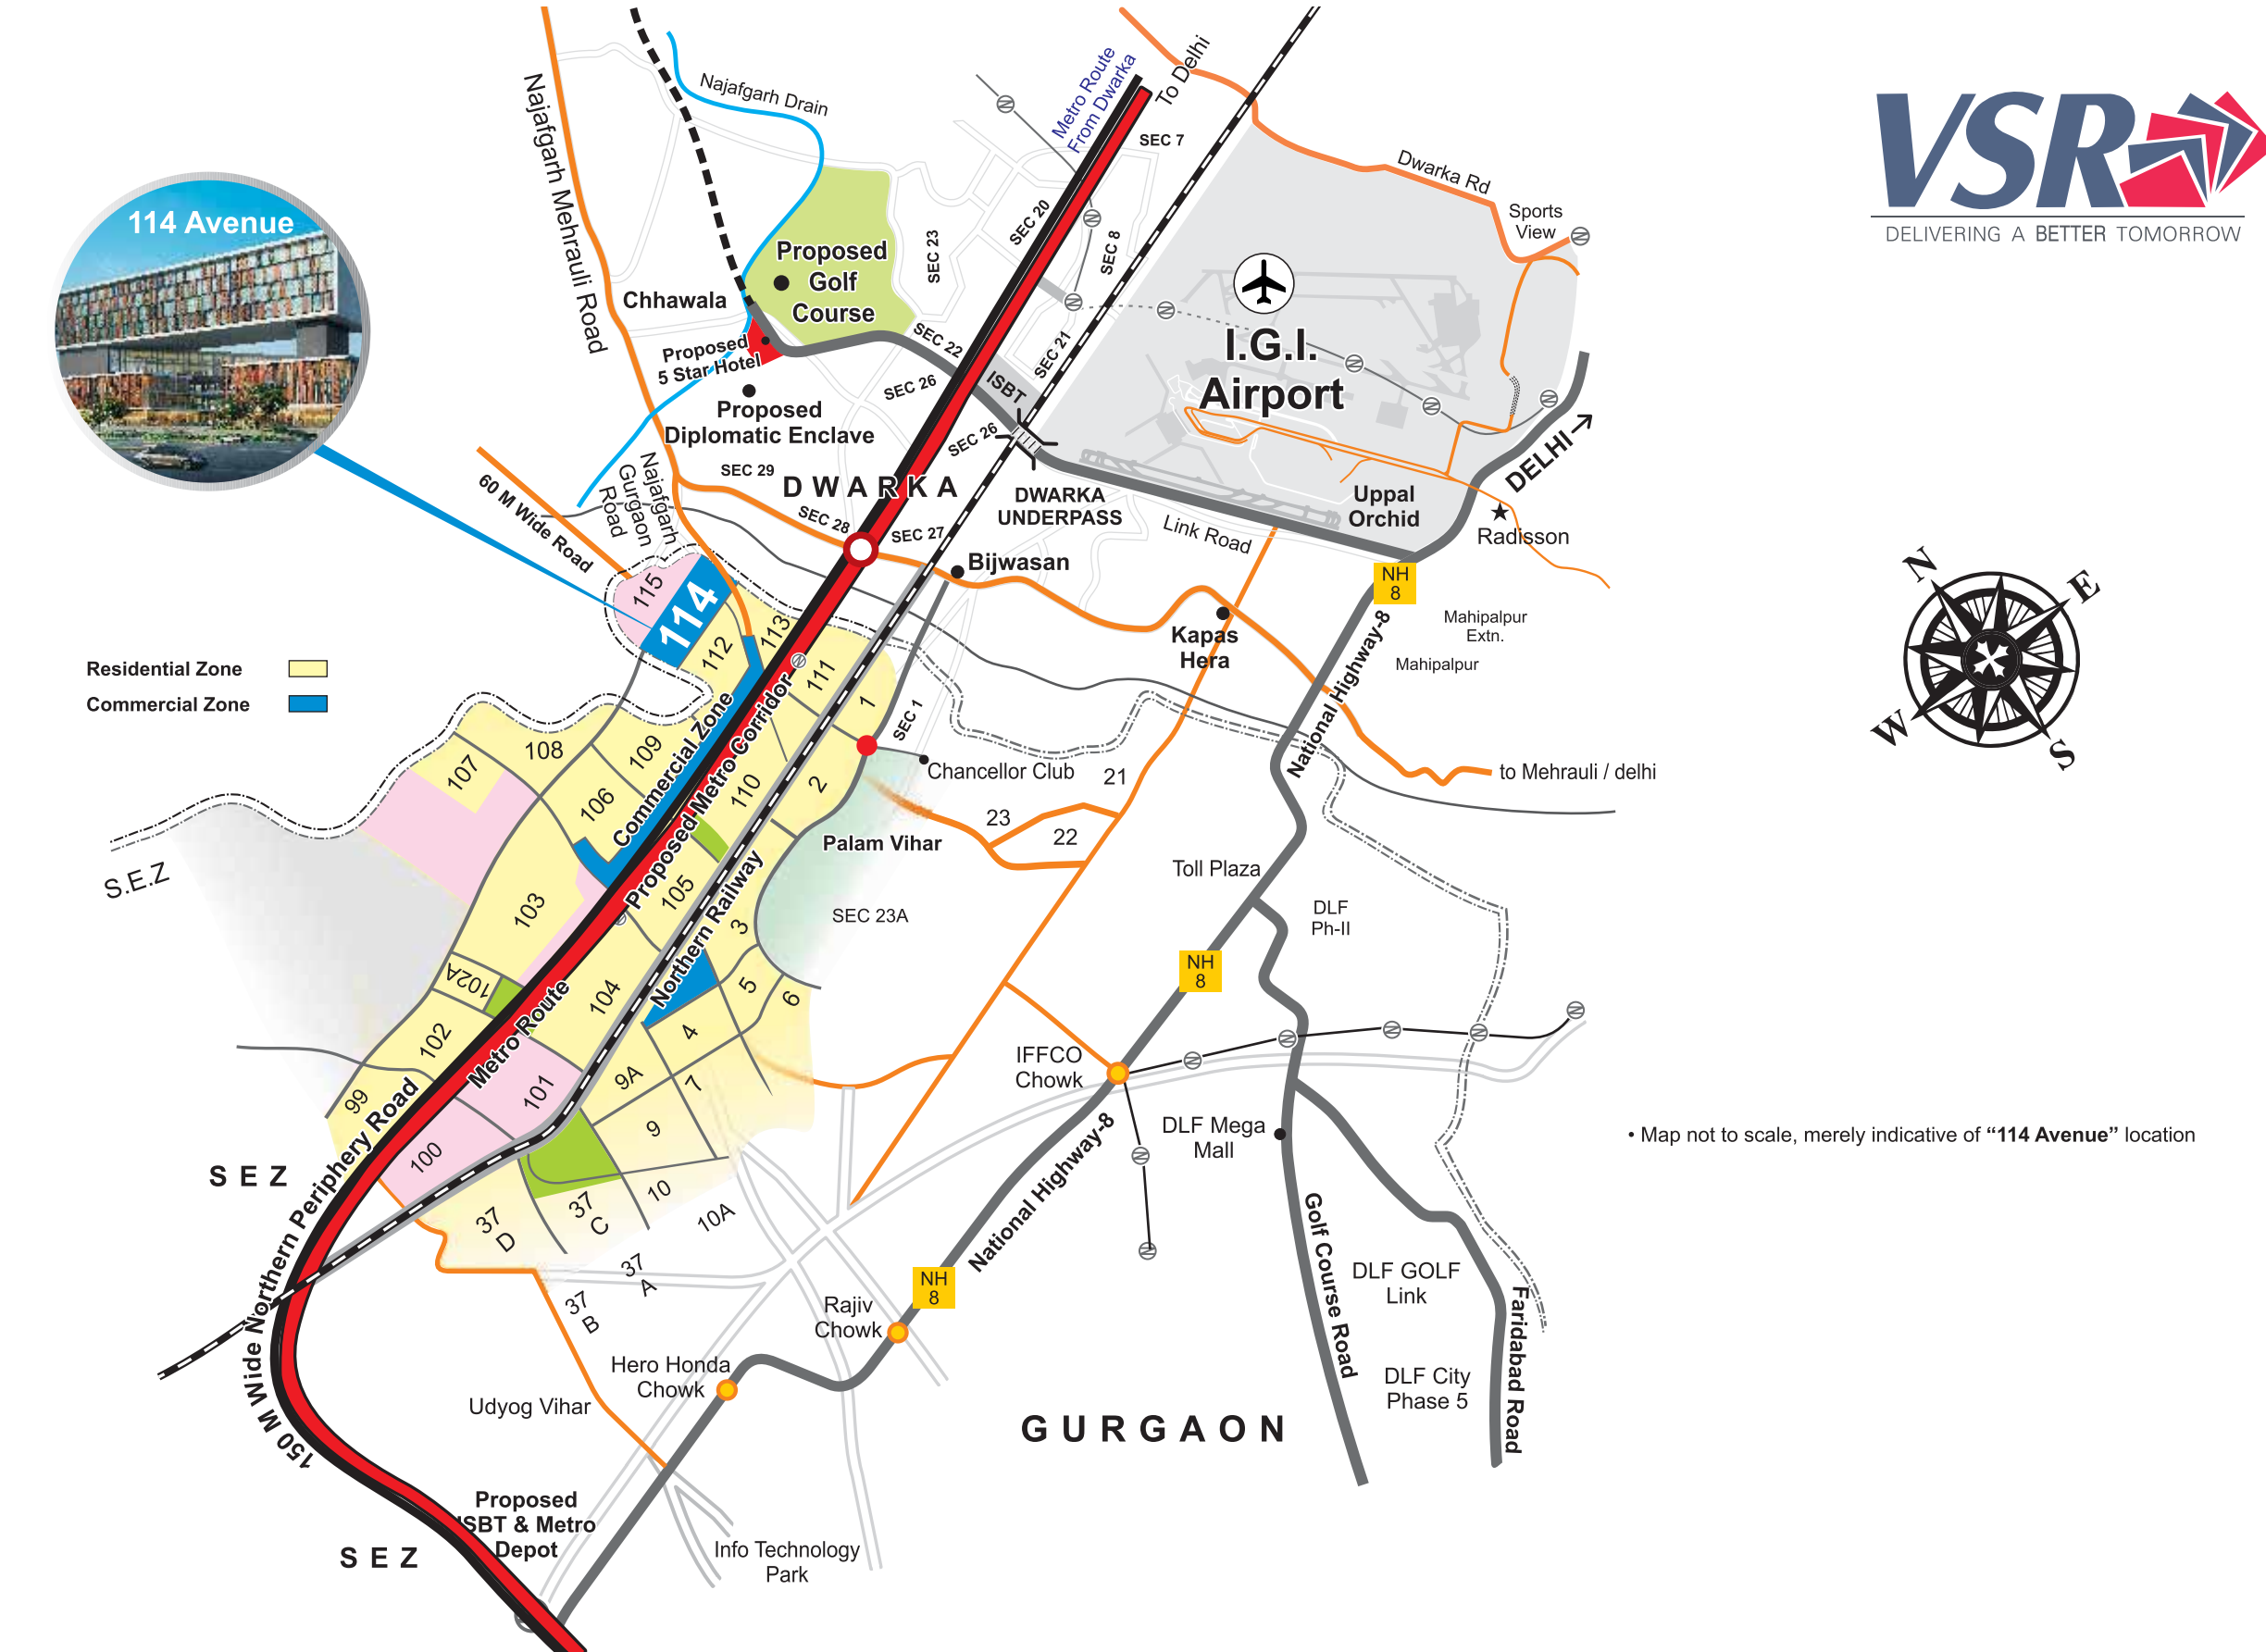 Najafgarh Drain
Metro Route
From Dwarka
To Delhi
Najafgarh Mehrauli Road
SEC 7
VSR
DELIVERING A BETTER TOMORROW
Dwarka Rd
Sports
View
114 Avenue
SEC 20
SEC 23
SEC 8
Proposed
Golf
Course
Chhawala
SEC 22
SEC 21
I.G.I.
Airport
Proposed
5 Star Hotel
SEC 26
ISBT
Proposed
Diplomatic Enclave
SEC 26
SEC 29
DWARKA
DELHI
DWARKA
UNDERPASS
Uppal
Orchid
Radisson
Link Road
60 M Wide Road
Najafgarh
Gurgaon
Road
SEC 28
SEC 27
Bijwasan
NH
8
N
E
W
S
115
114
113
112
111
1
Kapas
Hera
Mahipalpur
Extn.
Mahipalpur
National Highway-8
Residential Zone
Commercial Zone
SEC 1
108
109
107
106
110
2
Commercial Zone
Proposed Metro Corridor
Chancellor Club
21
to Mehrauli / delhi
23
22
Palam Vihar
Toll Plaza
S.E.Z
103
105
3
SEC 23A
DLF
Ph-II
Northern Railway
NH
8
102A
104
5
6
102
4
Metro Route
IFFCO
Chowk
99
101
9A
7
9
DLF Mega
Mall
• Map not to scale, merely indicative of “114 Avenue” location
100
SEZ
150 M Wide Northern Periphery Road
37
D
37
C
10
10A
37
A
37
B
National Highway-8
NH
8
Golf Course Road
DLF GOLF
Link
Faridabad Road
Rajiv
Chowk
Hero Honda
Chowk
DLF City
Phase 5
Udyog Vihar
GURGAON
Proposed
ISBT & Metro
Depot
SEZ
Info Technology
Park